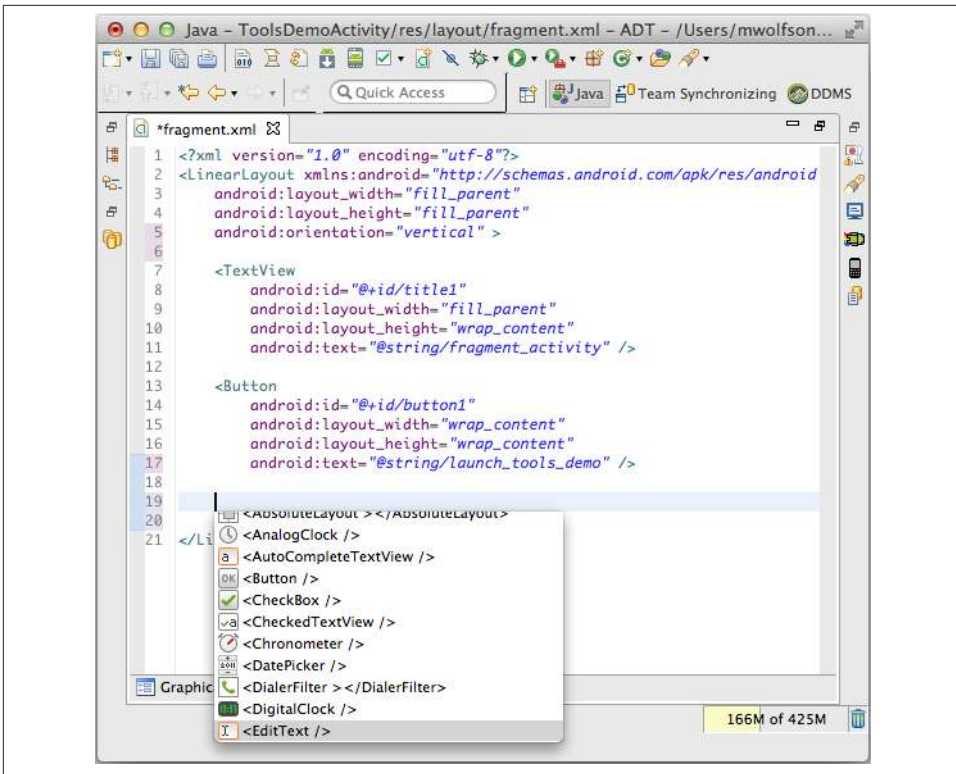 Java – ToolsDemoActivity/res/layout/fragment.xml – ADT – /Users/mwolfson...
Quick Access
Java
Team Synchronizing
DDMS
*fragment.xml
1 <?xml version="1.0" encoding="utf-8"?>
2 <LinearLayout xmlns:android="http://schemas.android.com/apk/res/android
3 android:layout_width="fill_parent"
4 android:layout_height="fill_parent"
5 android:orientation="vertical" >
6
7 <TextView
8 android:id="@+id/title1"
9 android:layout_width="fill_parent"
10 android:layout_height="wrap_content"
11 android:text="@string/fragment_activity" />
12
13 <Button
14 android:id="@+id/button1"
15 android:layout_width="wrap_content"
16 android:layout_height="wrap_content"
17 android:text="@string/launch_tools_demo" />
18
19
20
21 </Li
<AbsoluteLayout ></AbsoluteLayout>
<AnalogClock />
<AutoCompleteTextView />
<Button />
<CheckBox />
<CheckedTextView />
<Chronometer />
<DatePicker />
<DialerFilter ></DialerFilter>
<DigitalClock />
<EditText />
Graphic
166M of 425M